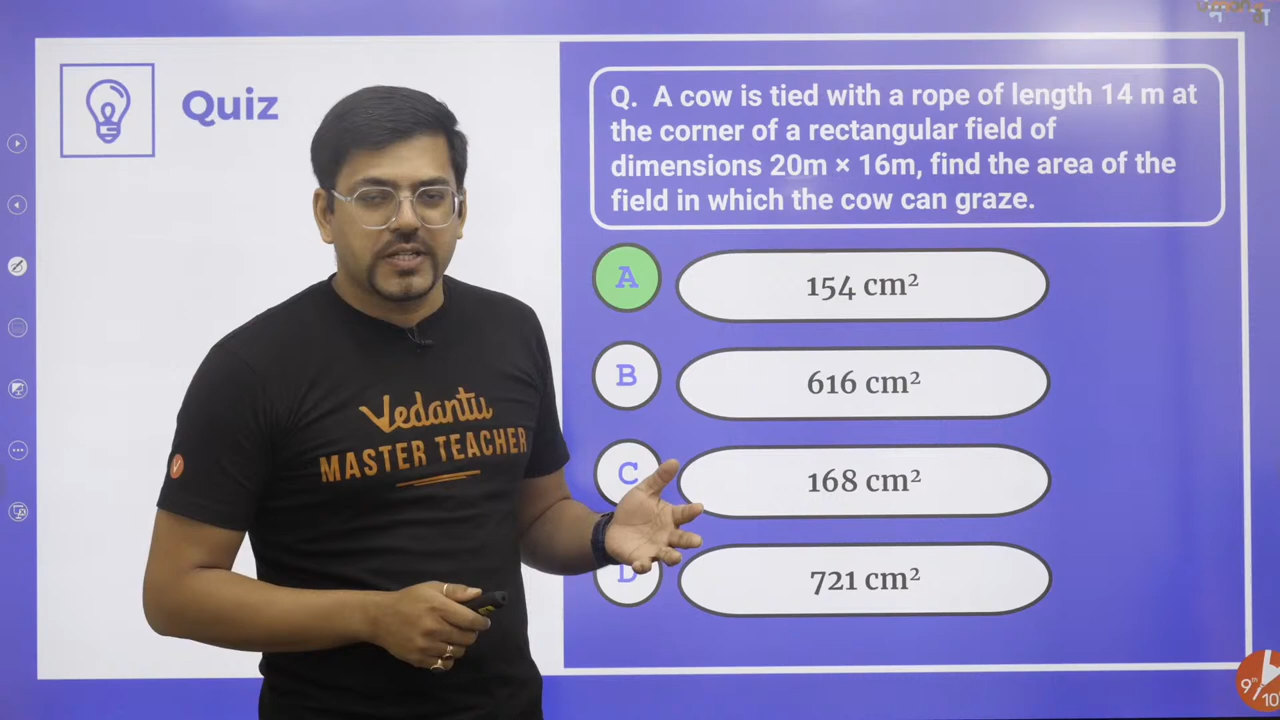 Quiz
Q. A cow is tied with a rope of length 14 m at
the corner of a rectangular field of
dimensions 20m × 16m, find the area of the
field in which the cow can graze.
A 154 cm²
B 616 cm²
C 168 cm²
D 721 cm²
Vedantu
MASTER TEACHER
V
9th/10th